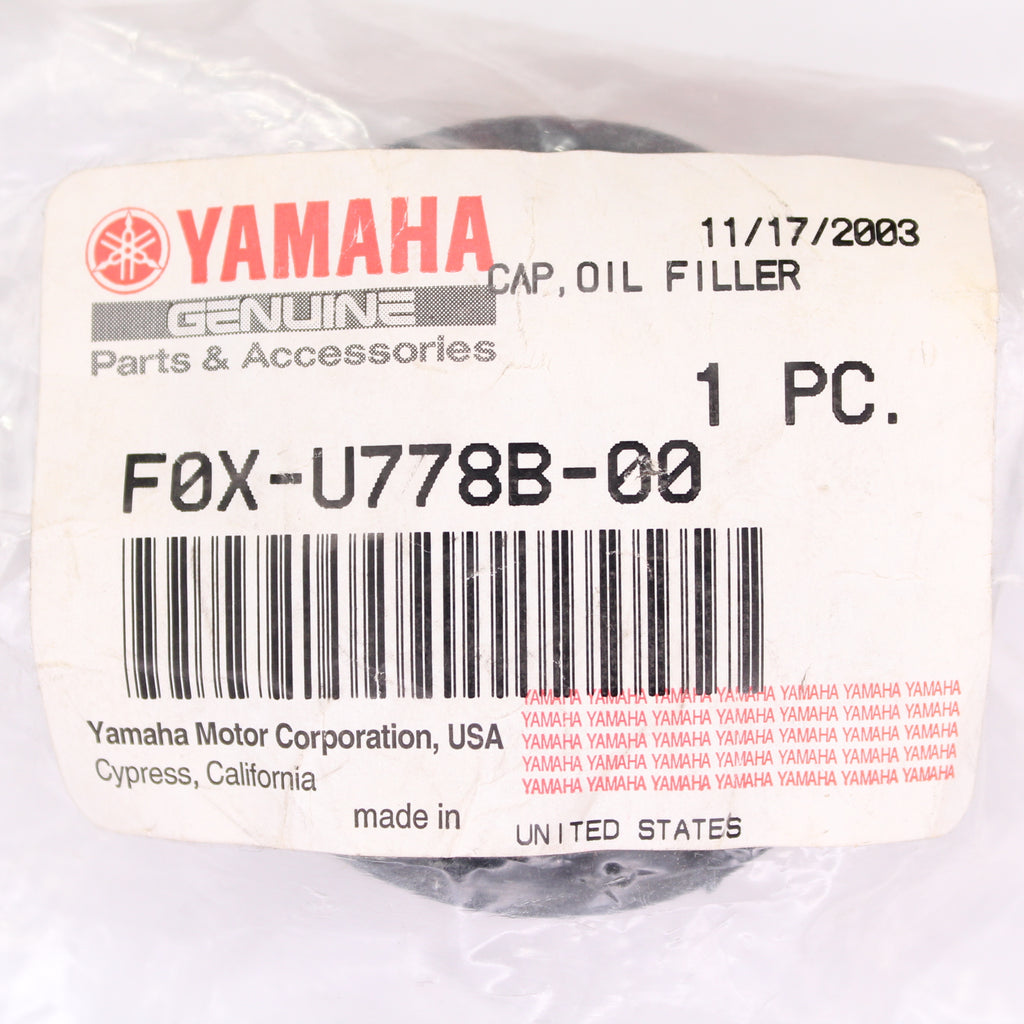 YAMAHA
11/17/2003
CAP,OIL FILLER
GENUINE
Parts & Accessories
1 PC.
F0X-U778B-00
YAMAHA YAMAHA YAMAHA YAMAHA YAMAHA YAMAHA YAMAHA
YAMAHA YAMAHA YAMAHA YAMAHA YAMAHA YAMAHA YAMAHA
YAMAHA YAMAHA YAMAHA YAMAHA YAMAHA YAMAHA YAMAHA
YAMAHA YAMAHA YAMAHA YAMAHA YAMAHA YAMAHA YAMAHA
YAMAHA YAMAHA YAMAHA YAMAHA YAMAHA YAMAHA YAMAHA
Yamaha Motor Corporation, USA
Cypress, California
made in UNITED STATES